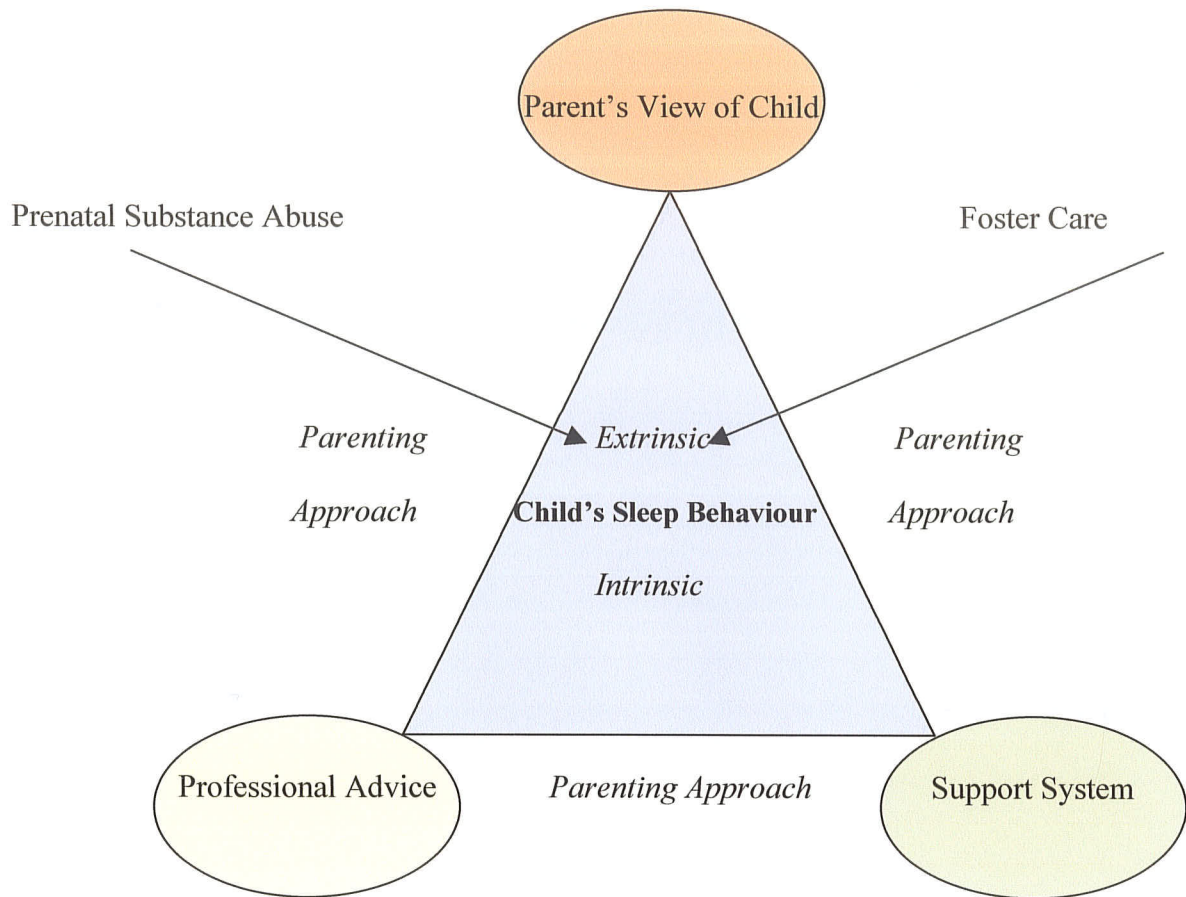 Parent's View of Child
Prenatal Substance Abuse
Foster Care
Parenting
Approach
Extrinsic
Child's Sleep Behaviour
Intrinsic
Parenting
Approach
Professional Advice
Parenting Approach
Support System